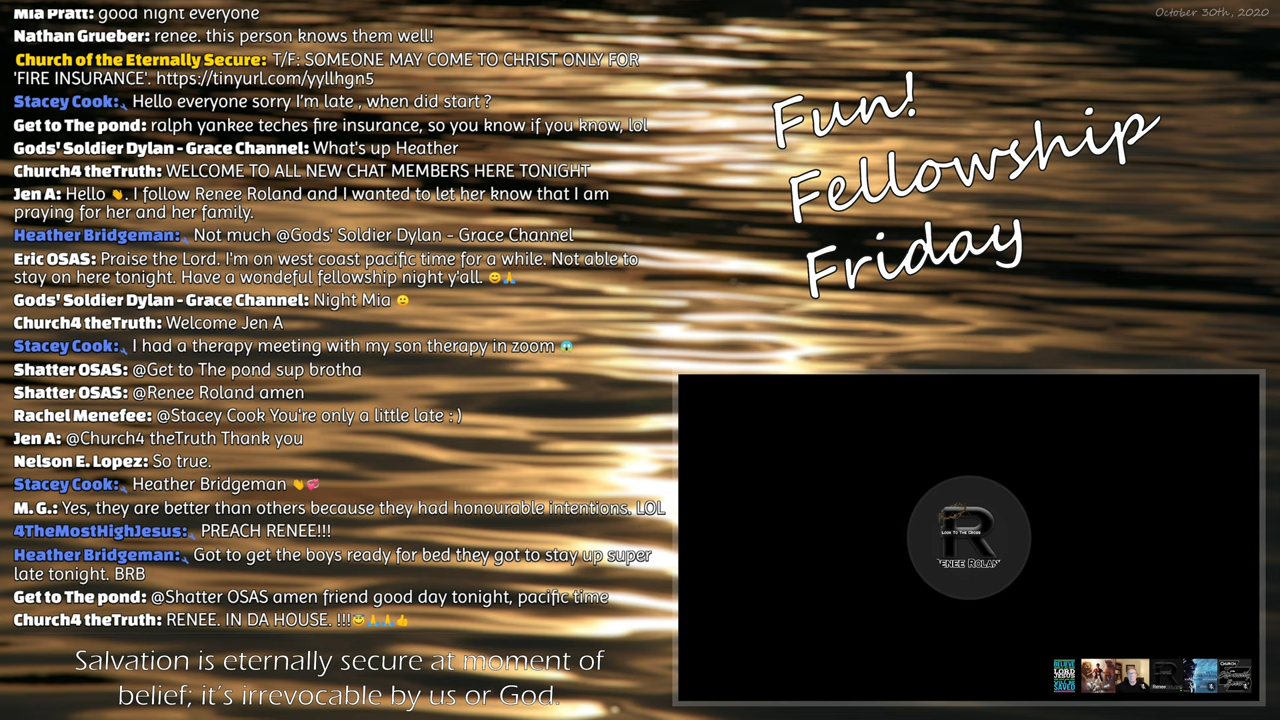 October 30th, 2020
Mia Pratt: good night everyone
Nathan Grueber: renee. this person knows them well!
Church of the Eternally Secure: T/F: SOMEONE MAY COME TO CHRIST ONLY FOR
'FIRE INSURANCE'. https://tinyurl.com/yyllhgn5
Stacey Cook: Hello everyone sorry I'm late , when did start ?
Get to The pond: ralph yankee teches fire insurance, so you know if you know, lol
Gods' Soldier Dylan - Grace Channel: What's up Heather
Church4 theTruth: WELCOME TO ALL NEW CHAT MEMBERS HERE TONIGHT
Jen A: Hello 👋. I follow Renee Roland and I wanted to let her know that I am
praying for her and her family.
Heather Bridgeman: Not much @Gods' Soldier Dylan - Grace Channel
Eric OSAS: Praise the Lord. I'm on west coast pacific time for a while. Not able to
stay on here tonight. Have a wondeful fellowship night y'all. 😊🙏
Gods' Soldier Dylan - Grace Channel: Night Mia 🙂
Church4 theTruth: Welcome Jen A
Stacey Cook: I had a therapy meeting with my son therapy in zoom 😱
Shatter OSAS: @Get to The pond sup brotha
Shatter OSAS: @Renee Roland amen
Rachel Menefee: @Stacey Cook You're only a little late : )
Jen A: @Church4 theTruth Thank you
Nelson E. Lopez: So true.
Stacey Cook: Heather Bridgeman 👋💞
M. G.: Yes, they are better than others because they had honourable intentions. LOL
4TheMostHighJesus: PREACH RENEE!!!
Heather Bridgeman: Got to get the boys ready for bed they got to stay up super
late tonight. BRB
Get to The pond: @Shatter OSAS amen friend good day tonight, pacific time
Church4 theTruth: RENEE. IN DA HOUSE. !!!😇🙏🙏👍
Salvation is eternally secure at moment of
belief; it's irrevocable by us or God.
Fun!
Fellowship
Friday
R
LOOK TO THE CROSS
RENEE ROLAN
BELIEVE
LORD
JESUS
SAVED
Renee
CHURCH